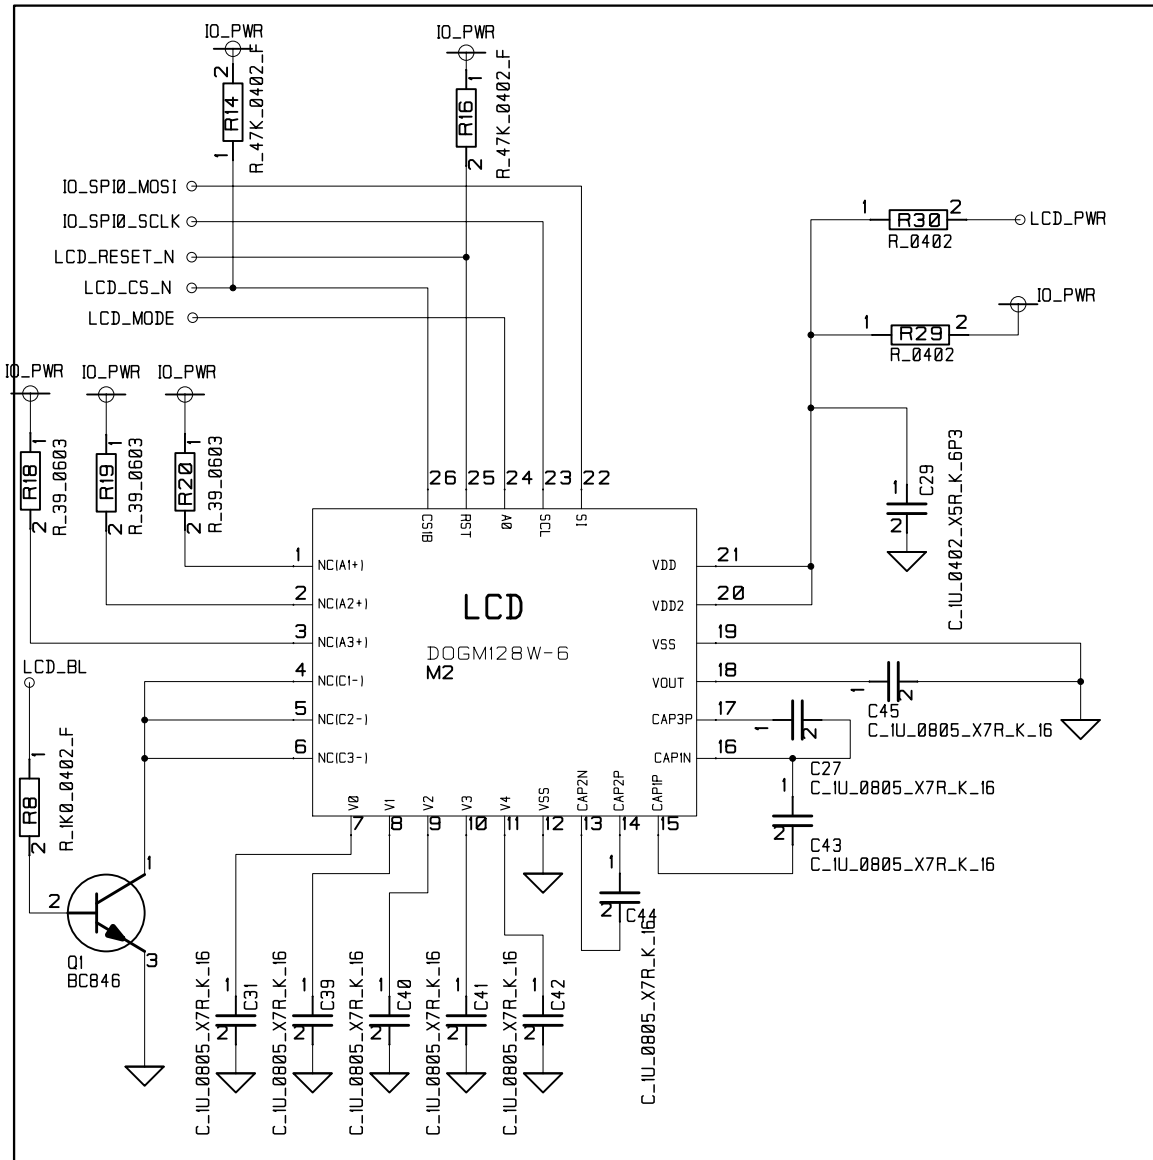 IO_PWR
IO_PWR
2
R14
1
R_47K_0402_F
1
R16
2
R_47K_0402_F
IO_SPI0_MOSI
IO_SPI0_SCLK
LCD_RESET_N
LCD_CS_N
LCD_MODE
1
R30
2
LCD_PWR
R_0402
IO_PWR
1
R29
2
R_0402
IO_PWR
IO_PWR
IO_PWR
1
R18
2
R_39_0603
1
R19
2
R_39_0603
1
R20
2
R_39_0603
1
2
C29
C_1U_0402_X5R_K_6P3
26
25
24
23
22
CS1B
RST
A0
SCL
SI
1
NC(A1+)
2
NC(A2+)
3
NC(A3+)
4
NC(C1-)
5
NC(C2-)
6
NC(C3-)
LCD
DOGM128W-6
M2
VDD
21
VDD2
20
VSS
19
VOUT
18
CAP3P
17
CAP1N
16
1
2
C45
C_1U_0805_X7R_K_16
1
2
C27
C_1U_0805_X7R_K_16
1
2
C43
C_1U_0805_X7R_K_16
V0
V1
V2
V3
V4
VSS
CAP2N
CAP2P
CAP1P
7
8
9
10
11
12
13
14
15
LCD_BL
1
R8
2
R_1K0_0402_F
1
2
3
Q1
BC846
1
2
C44
C_1U_0805_X7R_K_16
1
2
C31
C_1U_0805_X7R_K_16
1
2
C39
C_1U_0805_X7R_K_16
1
2
C40
C_1U_0805_X7R_K_16
1
2
C41
C_1U_0805_X7R_K_16
1
2
C42
C_1U_0805_X7R_K_16